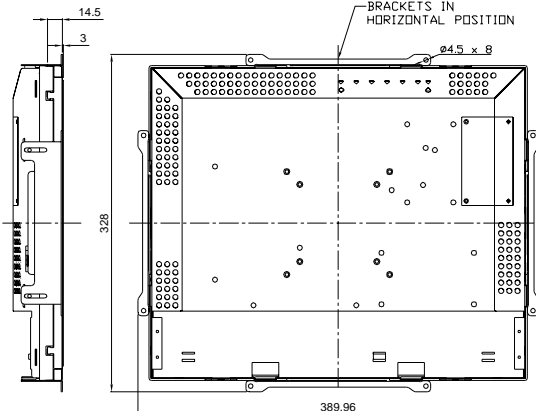 14.5
3
BRACKETS IN
HORIZONTAL POSITION
ø4.5 x 8
328
389.96